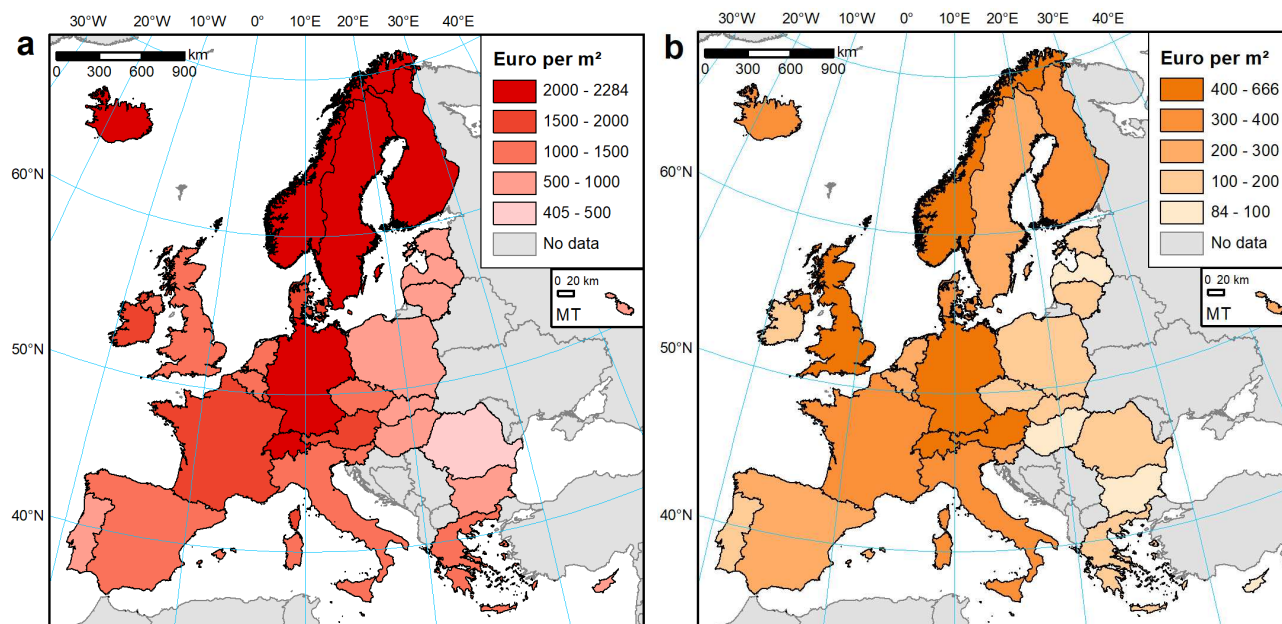 30°W 20°W 10°W 0° 10°E 20°E 30°E 40°E
a
km
0 300 600 900
Euro per m²
2000 - 2284
1500 - 2000
1000 - 1500
500 - 1000
405 - 500
No data
0 20 km
MT
60°N
50°N
40°N
30°W 20°W 10°W 0° 10°E 20°E 30°E 40°E
b
km
0 300 600 900
Euro per m²
400 - 666
300 - 400
200 - 300
100 - 200
84 - 100
No data
0 20 km
MT
60°N
50°N
40°N